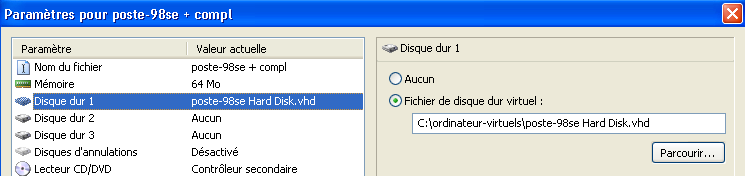 Paramètres pour poste-98se + compl
Paramètre Valeur actuelle
Nom du fichier poste-98se + compl
Mémoire 64 Mo
Disque dur 1 poste-98se Hard Disk.vhd
Disque dur 2 Aucun
Disque dur 3 Aucun
Disques d'annulations Désactivé
Lecteur CD/DVD Contrôleur secondaire
Disque dur 1
Aucun
Fichier de disque dur virtuel :
C:\ordinateur-virtuels\poste-98se Hard Disk.vhd
Parcourir...